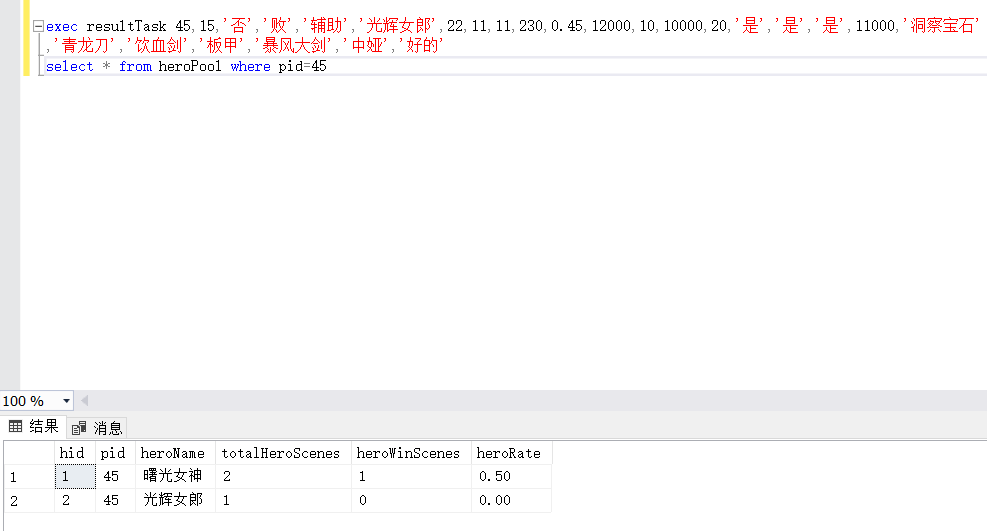 exec resultTask 45,15,'否','败','辅助','光辉女郎',22,11,11,230,0.45,12000,10,10000,20,'是','是','是',11000,'洞察宝石'
,'青龙刀','饮血剑','板甲','暴风大剑','中娅','好的'
select * from heroPool where pid=45
100 %
结果 消息
hid pid heroName totalHeroScenes heroWinScenes heroRate
1 1 45 曙光女神 2 1 0.50
2 2 45 光辉女郎 1 0 0.00